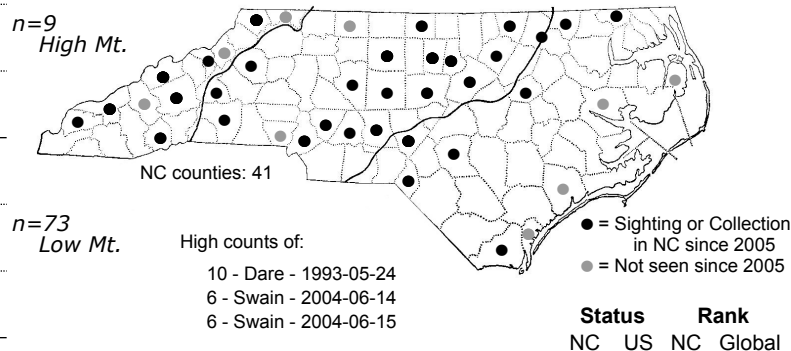 n=9
High Mt.
NC counties: 41
n=73
Low Mt.
High counts of:
10 - Dare - 1993-05-24
6 - Swain - 2004-06-14
6 - Swain - 2004-06-15
= Sighting or Collection
in NC since 2005
= Not seen since 2005
Status Rank
NC US NC Global